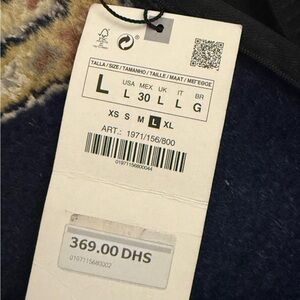 TALLA / SIZE / TAMANHO / TAILLE / MAAT / ΜΕΓΕΘΟΣ
L
USA MEX UK IT BR
L 30 L L G
XS S M L XL
ART.: 1971/156/800
01971156800044
369.00 DHS